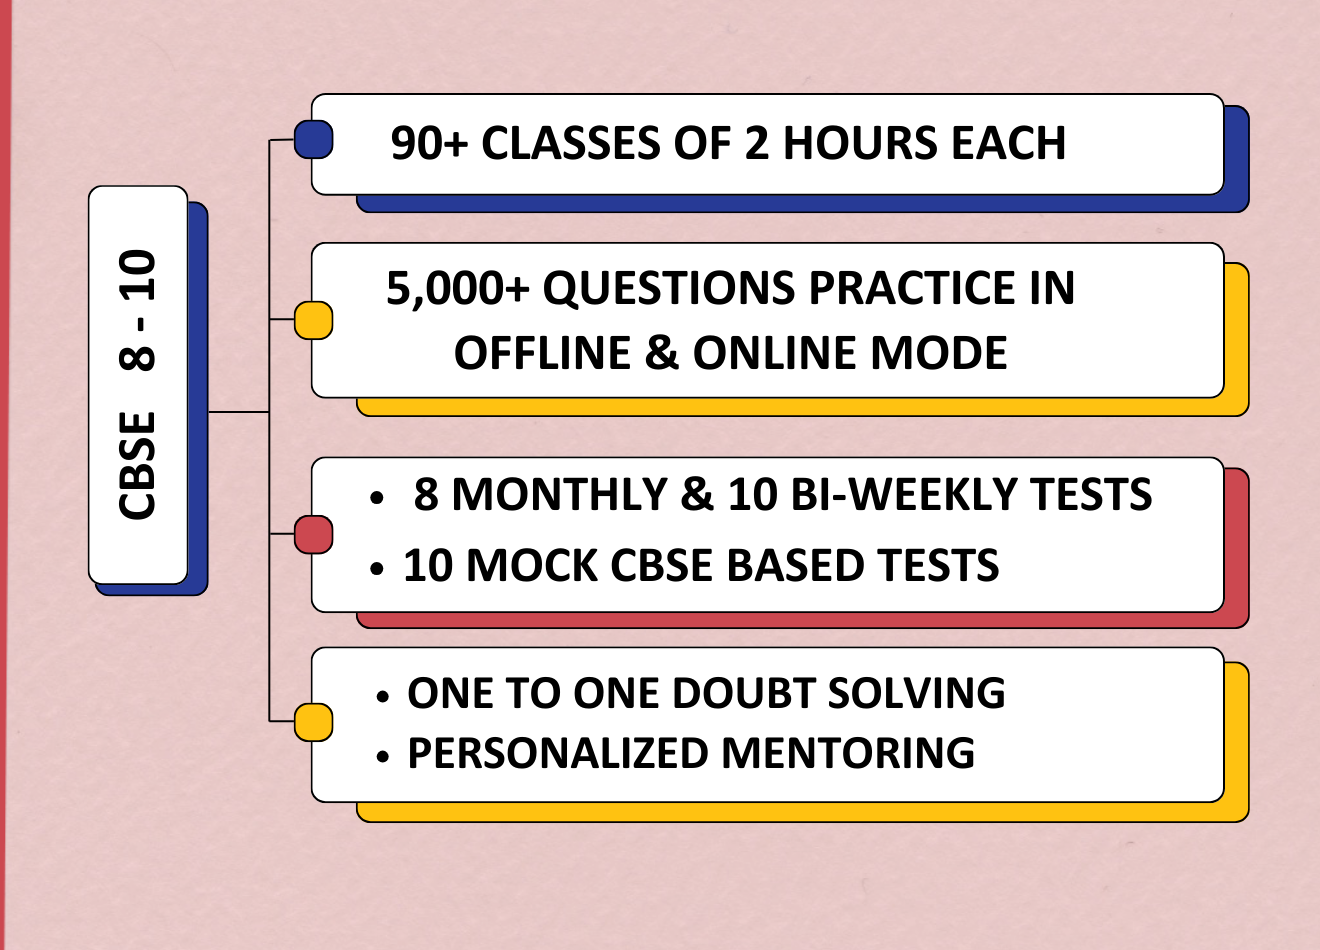 CBSE 8 - 10
90+ CLASSES OF 2 HOURS EACH
5,000+ QUESTIONS PRACTICE IN
OFFLINE & ONLINE MODE
• 8 MONTHLY & 10 BI-WEEKLY TESTS
• 10 MOCK CBSE BASED TESTS
• ONE TO ONE DOUBT SOLVING
• PERSONALIZED MENTORING